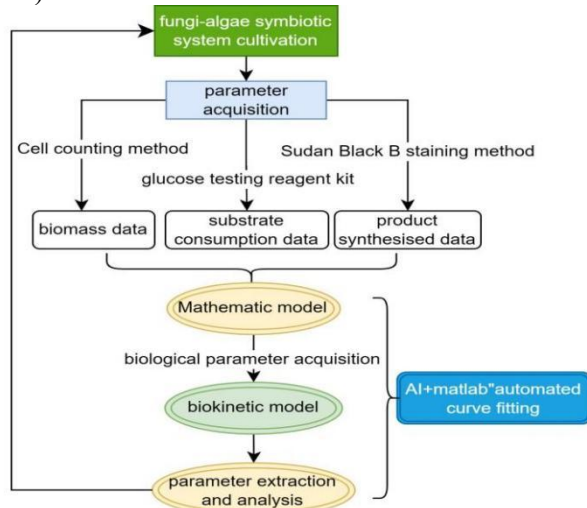 )
fungi-algae symbiotic
system cultivation
parameter
acquisition
Cell counting method
Sudan Black B staining method
glucose testing reagent kit
biomass data
substrate
consumption data
product
synthesised data
Mathematic model
biological parameter acquisition
biokinetic model
AI+matlab"automated
curve fitting
parameter extraction
and analysis